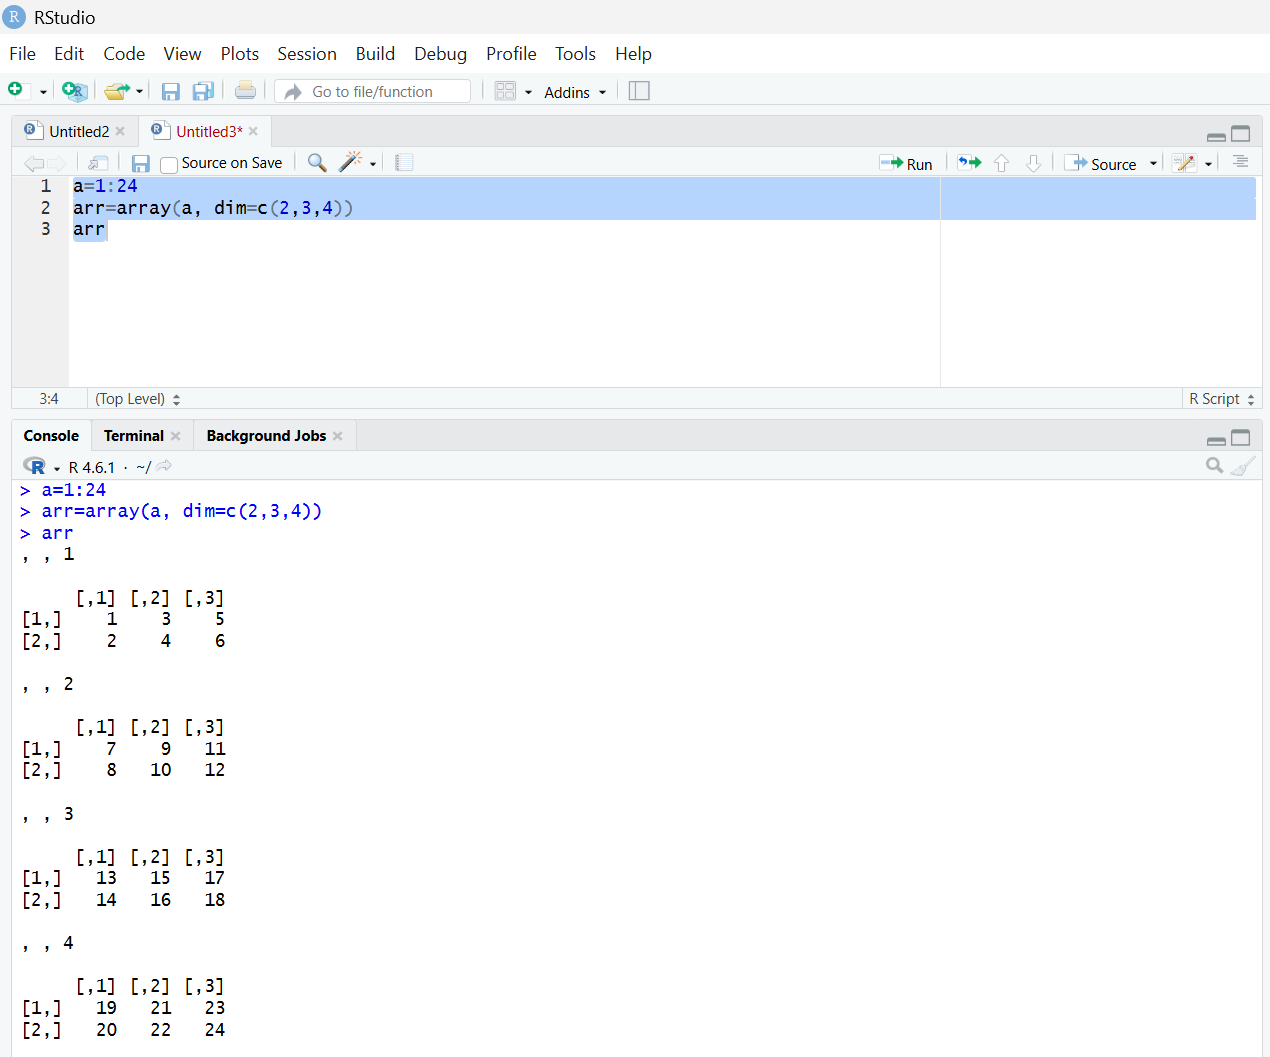 RStudio
File Edit Code View Plots Session Build Debug Profile Tools Help
Go to file/function Addins
Untitled2 Untitled3*
Source on Save Run Source
1 a=1:24
2 arr=array(a, dim=c(2,3,4))
3 arr
3:4 (Top Level) R Script
Console Terminal Background Jobs
R 4.6.1 · ~/
> a=1:24
> arr=array(a, dim=c(2,3,4))
> arr
, , 1
     [,1] [,2] [,3]
[1,]    1    3    5
[2,]    2    4    6
, , 2
     [,1] [,2] [,3]
[1,]    7    9   11
[2,]    8   10   12
, , 3
     [,1] [,2] [,3]
[1,]   13   15   17
[2,]   14   16   18
, , 4
     [,1] [,2] [,3]
[1,]   19   21   23
[2,]   20   22   24